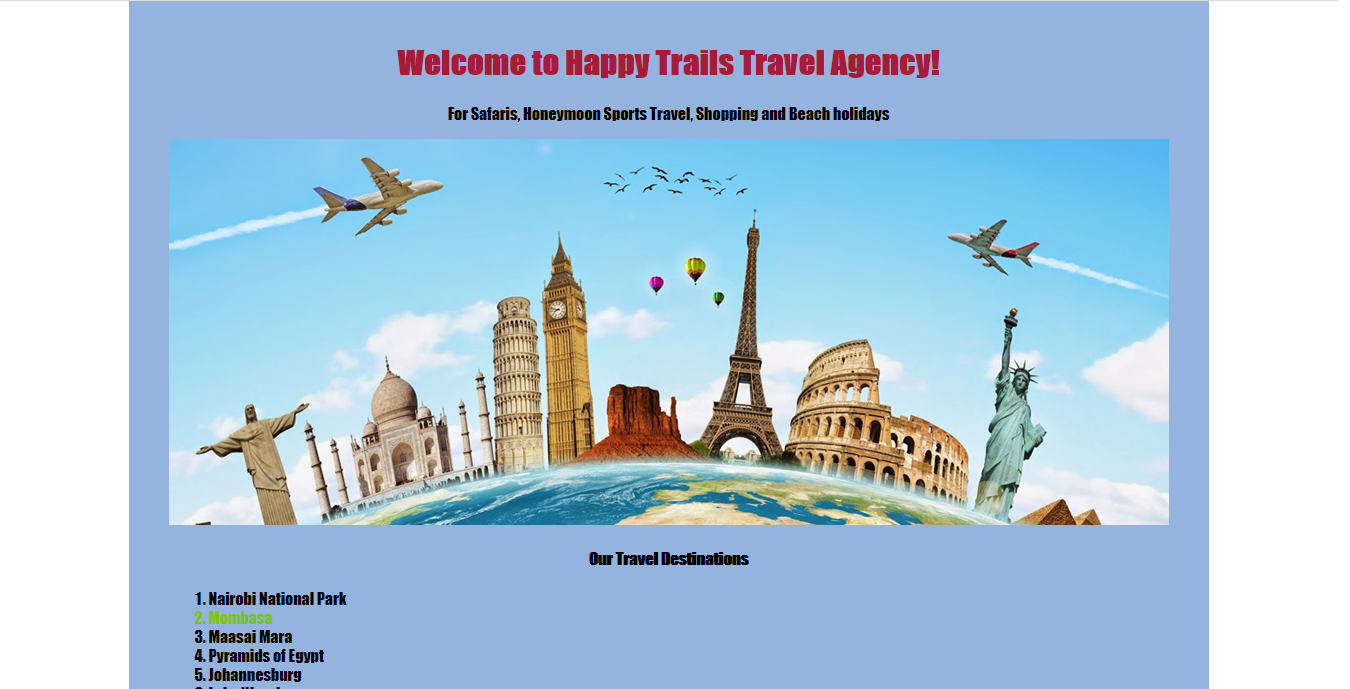 Welcome to Happy Trails Travel Agency!
For Safaris, Honeymoon Sports Travel, Shopping and Beach holidays
Our Travel Destinations
1. Nairobi National Park
2. Mombasa
3. Maasai Mara
4. Pyramids of Egypt
5. Johannesburg